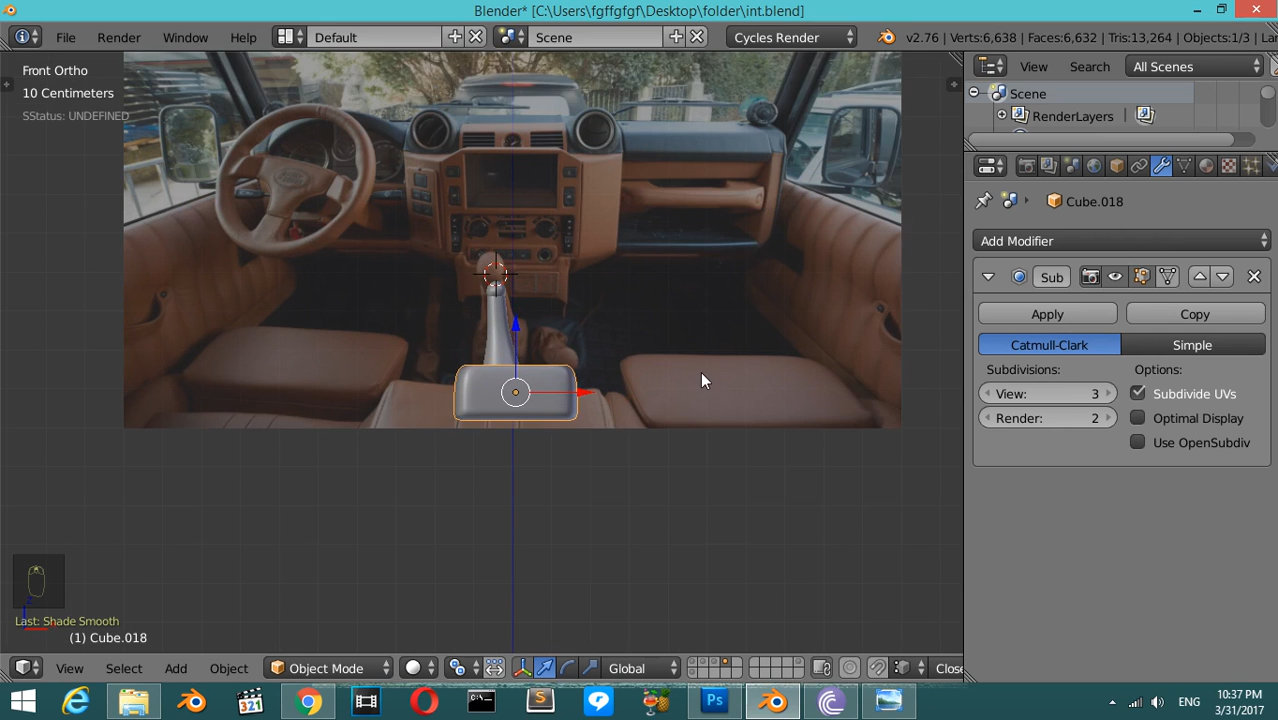 Blender* [C:\Users\fgffgfgf\Desktop\folder\int.blend]
File Render Window Help Default Scene Cycles Render v2.76 | Verts:6,638 | Faces:6,632 | Tris:13,264 | Objects:1/3 | Lar
Front Ortho
10 Centimeters
SStatus: UNDEFINED
View Search All Scenes
Scene
RenderLayers
Cube.018
Add Modifier
Sub
Apply Copy
Catmull-Clark Simple
Subdivisions: Options:
View: 3 Subdivide UVs
Render: 2 Optimal Display
Use OpenSubdiv
Last: Shade Smooth
(1) Cube.018
View Select Add Object Object Mode Global Close
321
Ps
ENG
10:37 PM
3/31/2017